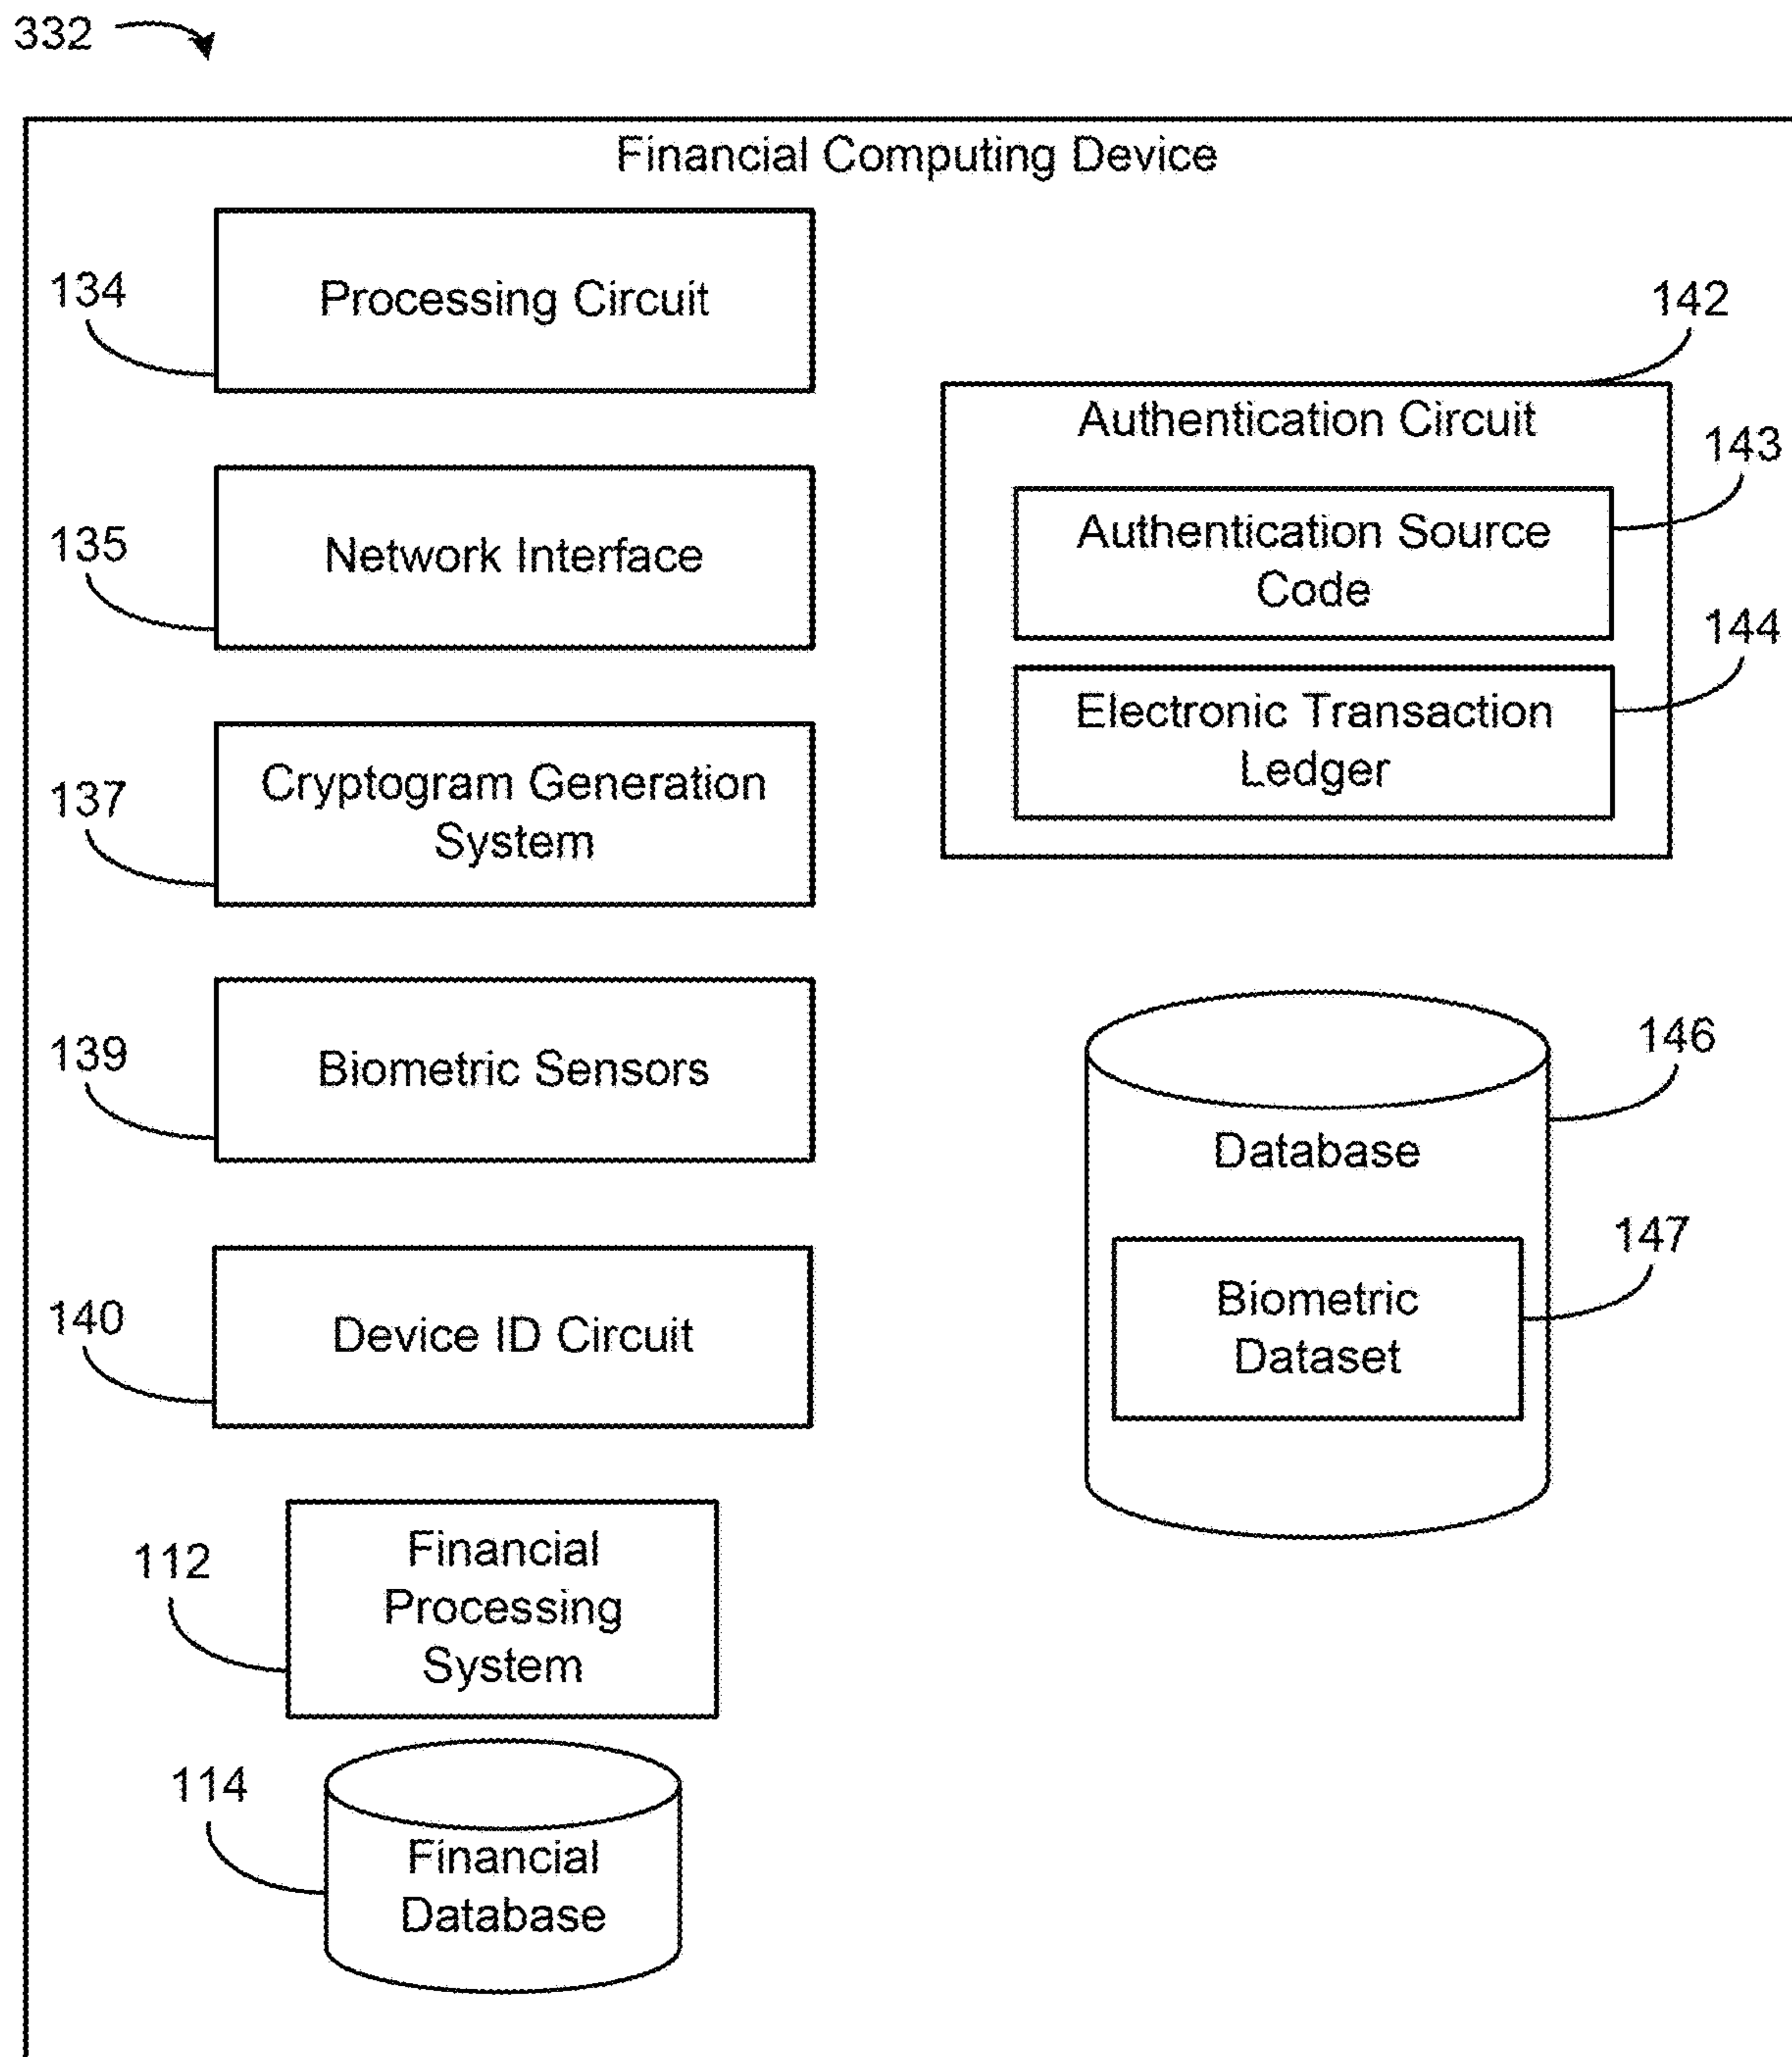 332
Financial Computing Device
134
Processing Circuit
135
Network Interface
137
Cryptogram Generation
System
139
Biometric Sensors
140
Device ID Circuit
112
Financial
Processing
System
114
Financial
Database
142
Authentication Circuit
143
Authentication Source
Code
144
Electronic Transaction
Ledger
146
Database
147
Biometric
Dataset